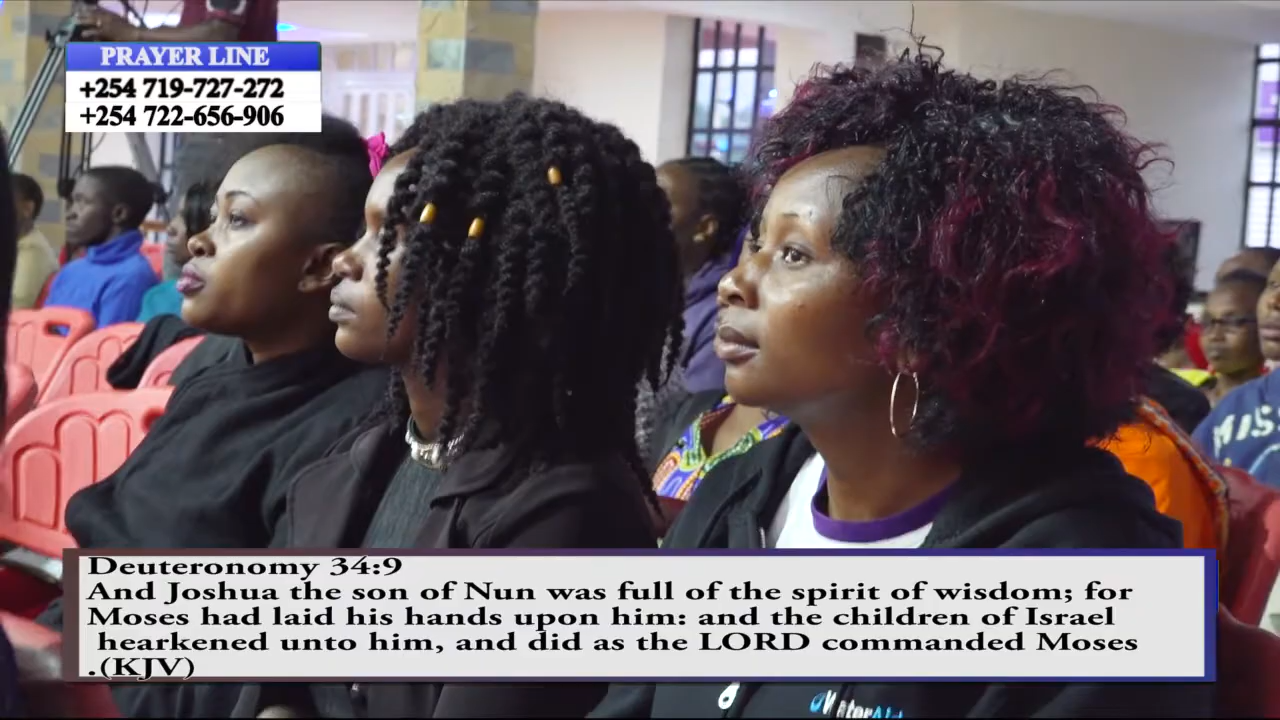 PRAYER LINE
+254 719-727-272
+254 722-656-906
MISS
Deuteronomy 34:9
And Joshua the son of Nun was full of the spirit of wisdom; for
Moses had laid his hands upon him: and the children of Israel
hearkened unto him, and did as the LORD commanded Moses
.(KJV)
WaterAid